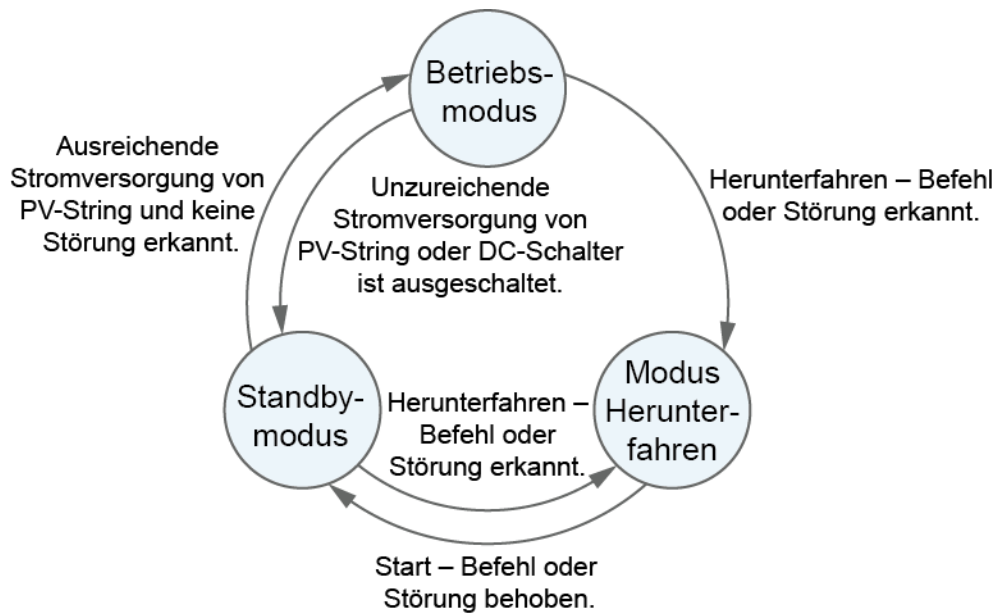 Betriebs-
modus
Ausreichende
Stromversorgung von
PV-String und keine
Störung erkannt.
Unzureichende
Stromversorgung von
PV-String oder DC-Schalter
ist ausgeschaltet.
Herunterfahren – Befehl
oder Störung erkannt.
Standby-
modus
Herunterfahren –
Befehl oder
Störung erkannt.
Modus
Herunter-
fahren
Start – Befehl oder
Störung behoben.